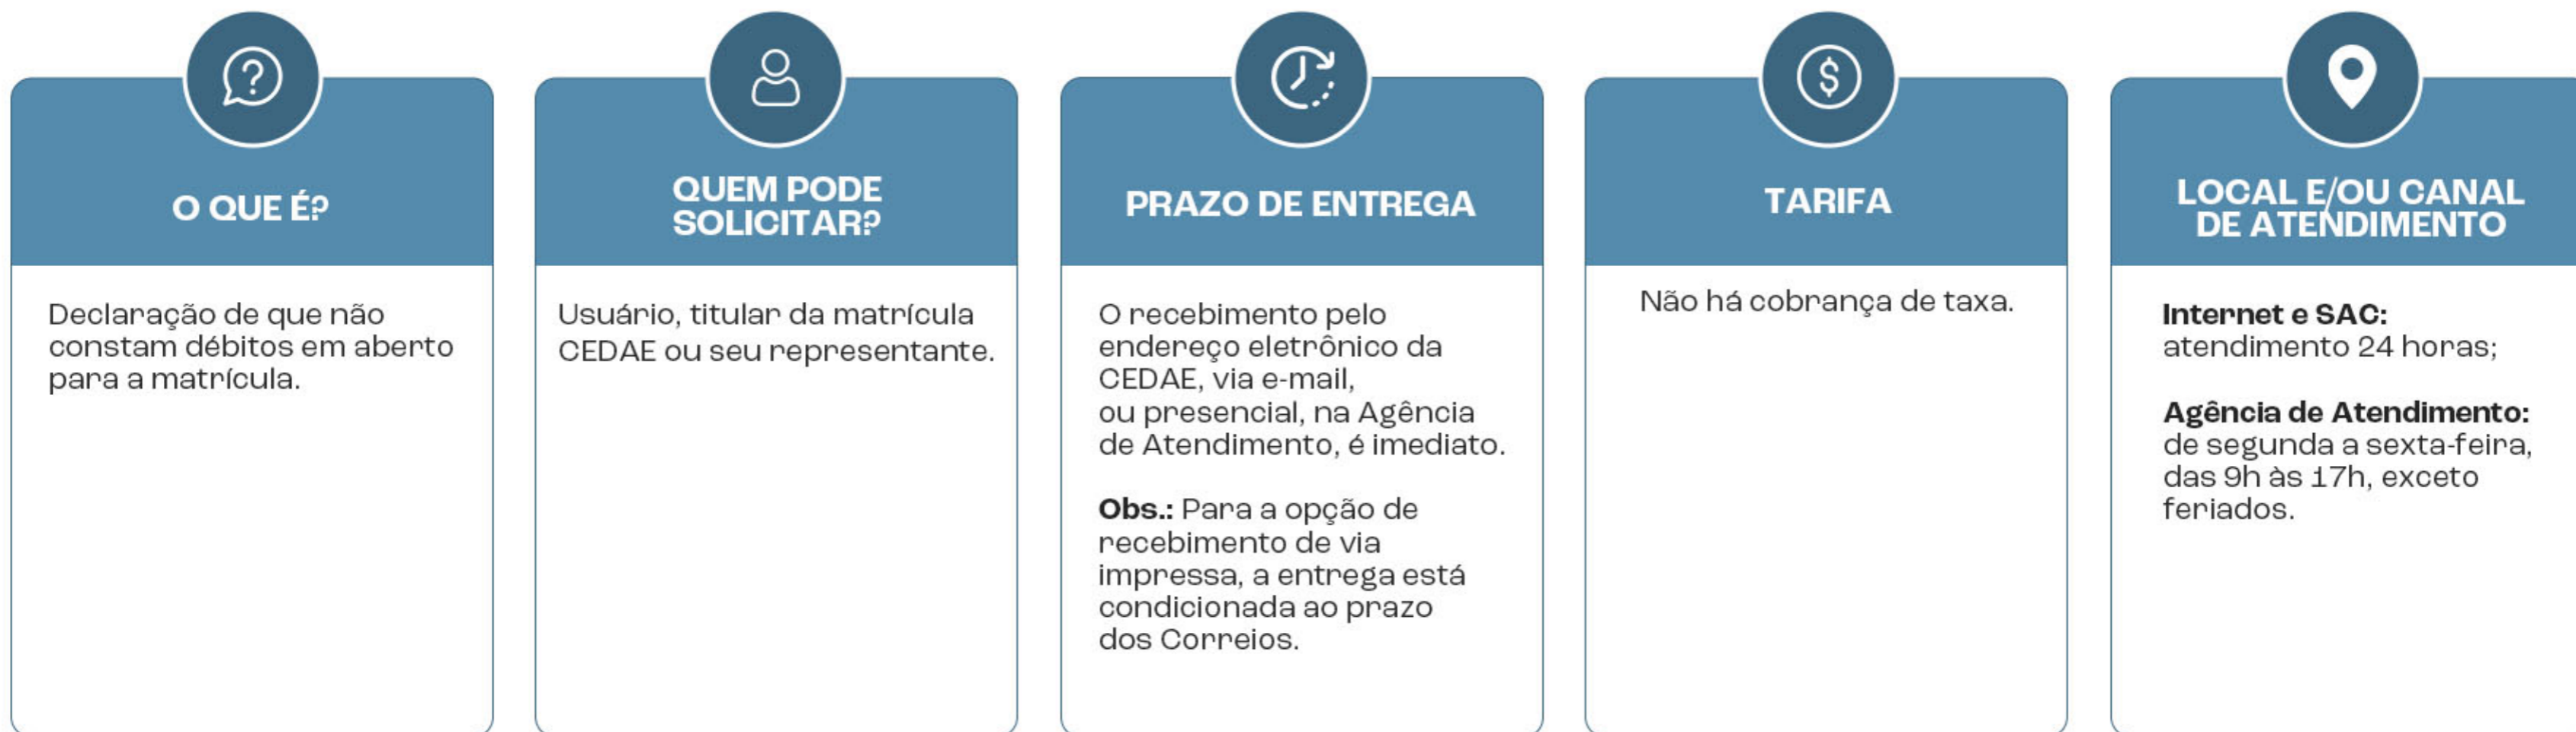 O QUE É?
Declaração de que não
constam débitos em aberto
para a matrícula.
QUEM PODE
SOLICITAR?
Usuário, titular da matrícula
CEDAE ou seu representante.
PRAZO DE ENTREGA
O recebimento pelo
endereço eletrônico da
CEDAE, via e-mail,
ou presencial, na Agência
de Atendimento, é imediato.
Obs.: Para a opção de
recebimento de via
impressa, a entrega está
condicionada ao prazo
dos Correios.
TARIFA
Não há cobrança de taxa.
LOCAL E/OU CANAL
DE ATENDIMENTO
Internet e SAC:
atendimento 24 horas;
Agência de Atendimento:
de segunda a sexta-feira,
das 9h às 17h, exceto
feriados.